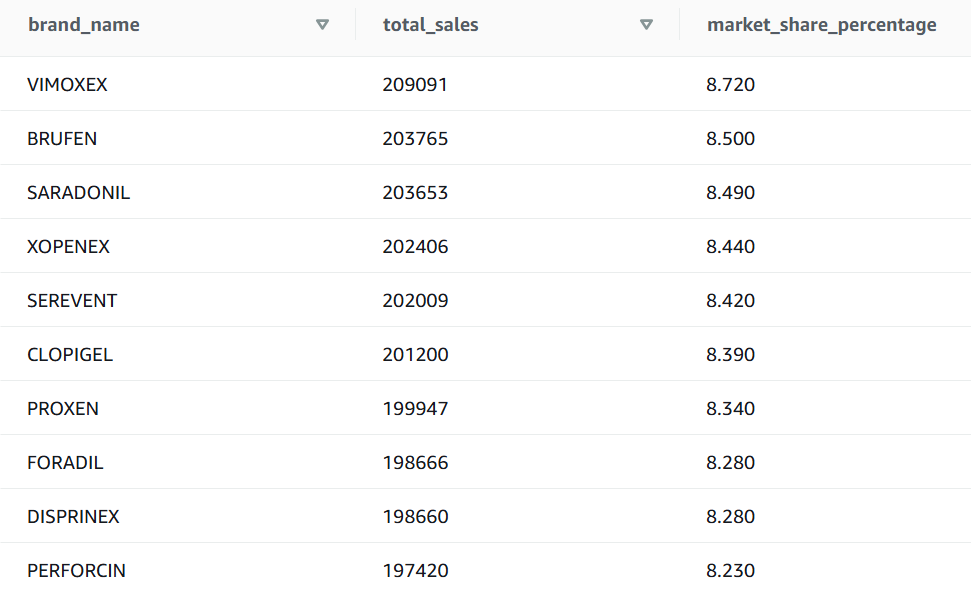 brand_name total_sales market_share_percentage
VIMOXEX 209091 8.720
BRUFEN 203765 8.500
SARADONIL 203653 8.490
XOPENEX 202406 8.440
SEREVENT 202009 8.420
CLOPIGEL 201200 8.390
PROXEN 199947 8.340
FORADIL 198666 8.280
DISPRINEX 198660 8.280
PERFORCIN 197420 8.230